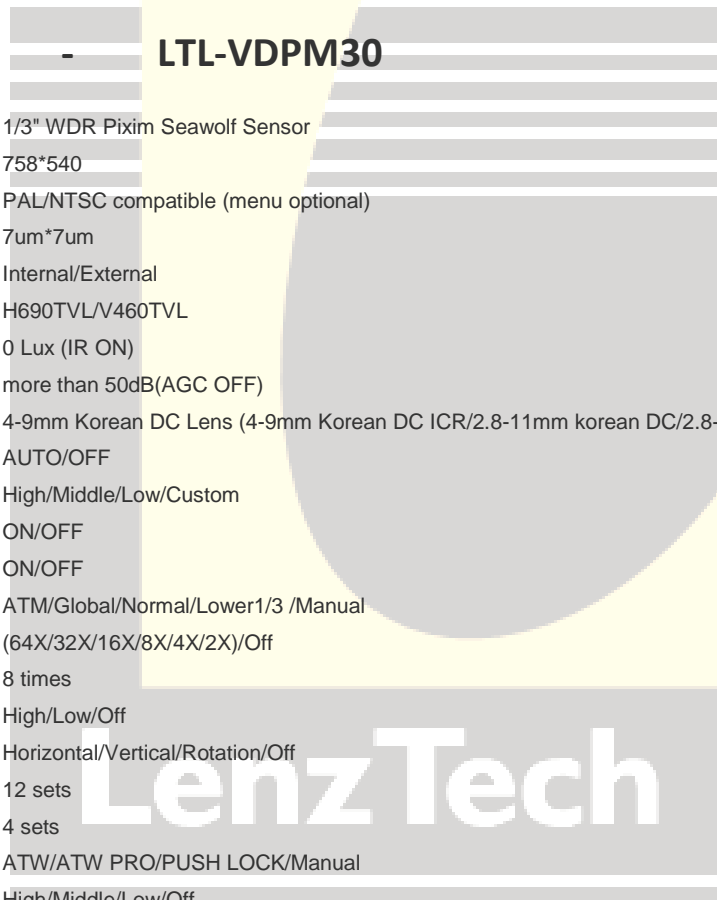 - LTL-VDPM30
1/3" WDR Pixim Seawolf Sensor
758*540
PAL/NTSC compatible (menu optional)
7um*7um
Internal/External
H690TVL/V460TVL
0 Lux (IR ON)
more than 50dB(AGC OFF)
4-9mm Korean DC Lens (4-9mm Korean DC ICR/2.8-11mm korean DC/2.8-
AUTO/OFF
High/Middle/Low/Custom
ON/OFF
ON/OFF
ATM/Global/Normal/Lower1/3 /Manual
(64X/32X/16X/8X/4X/2X)/Off
8 times
High/Low/Off
Horizontal/Vertical/Rotation/Off
12 sets
4 sets
LenzTech
ATW/ATW PRO/PUSH LOCK/Manual
High/Middle/Low/Off